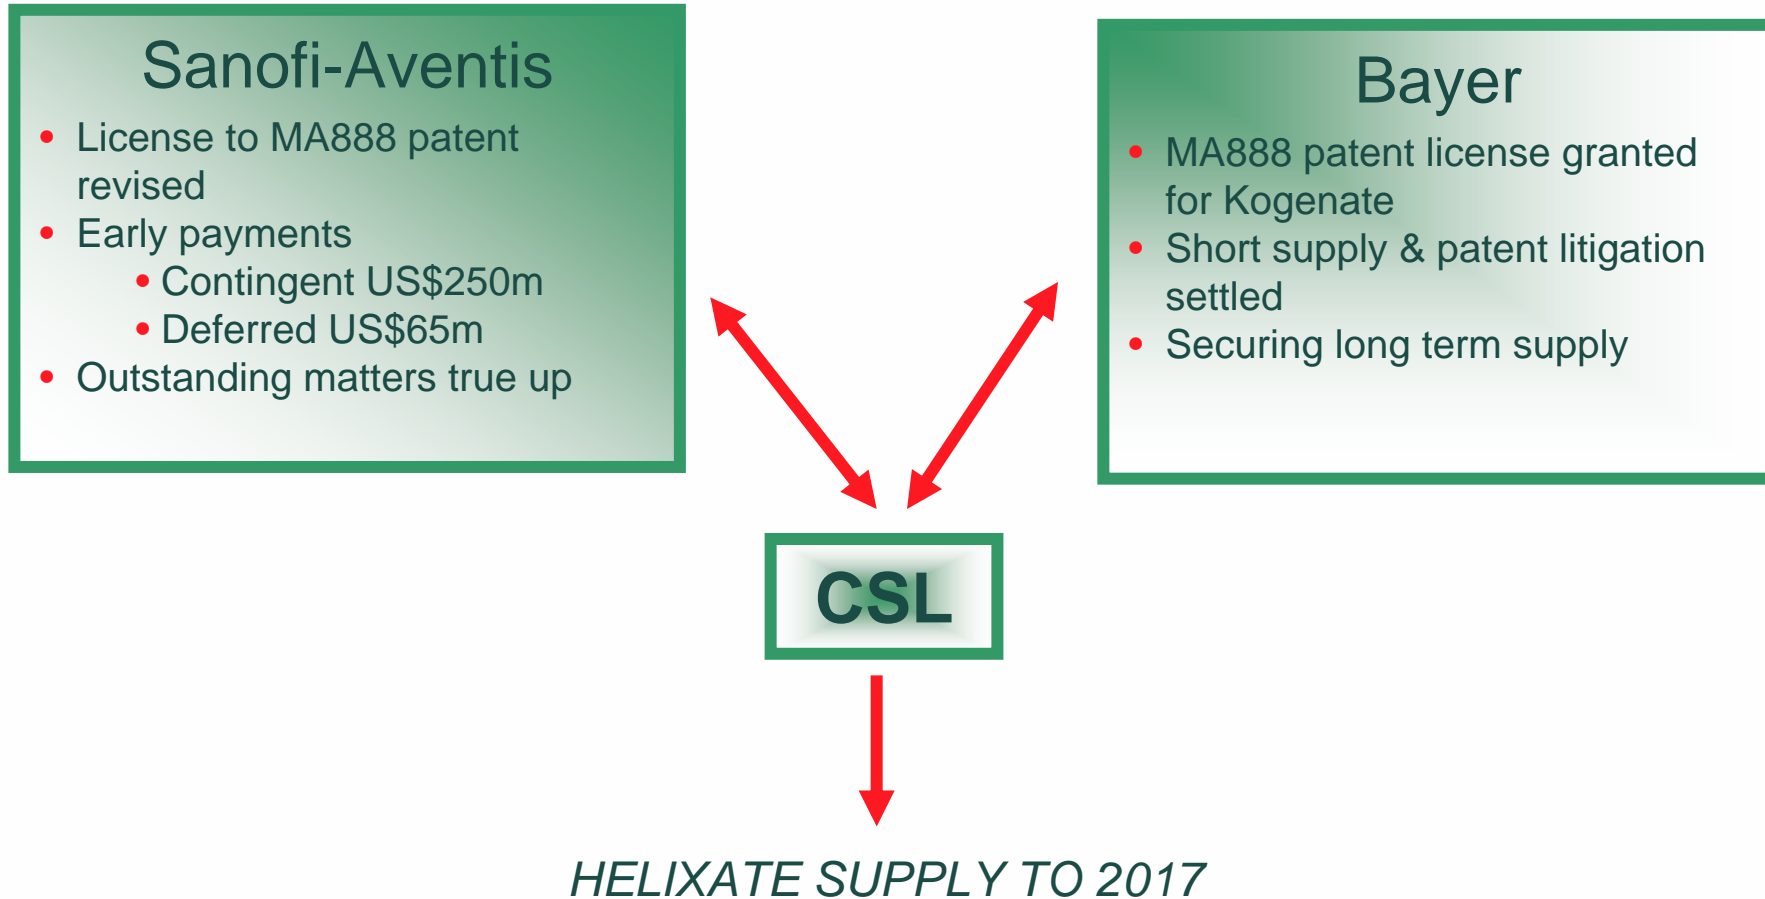 Sanofi-Aventis
• License to MA888 patent
revised
• Early payments
• Contingent US$250m
• Deferred US$65m
• Outstanding matters true up
Bayer
• MA888 patent license granted
for Kogenate
• Short supply & patent litigation
settled
• Securing long term supply
CSL
HELIXATE SUPPLY TO 2017